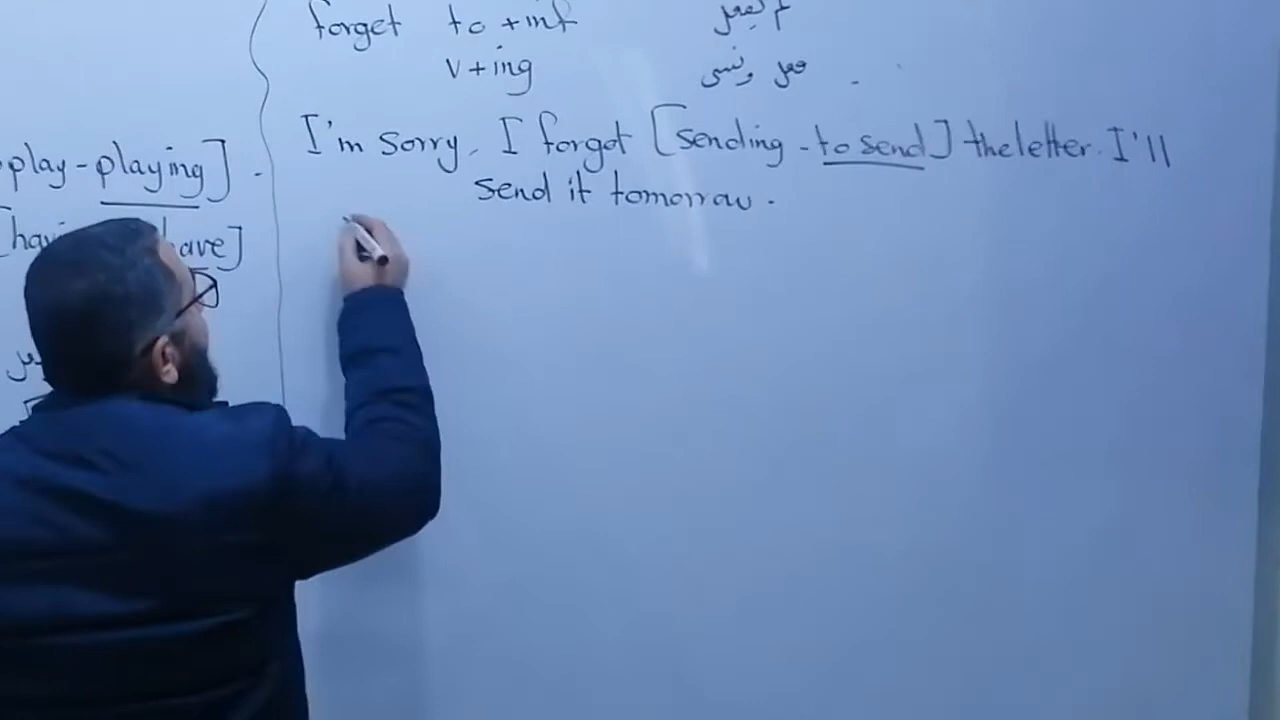 forget to + inf لم يفعل
v + ing فعل ونسى
I'm sorry, I forgot [sending - to send] the letter. I'll
send it tomorrow.
play - playing] .
ave]